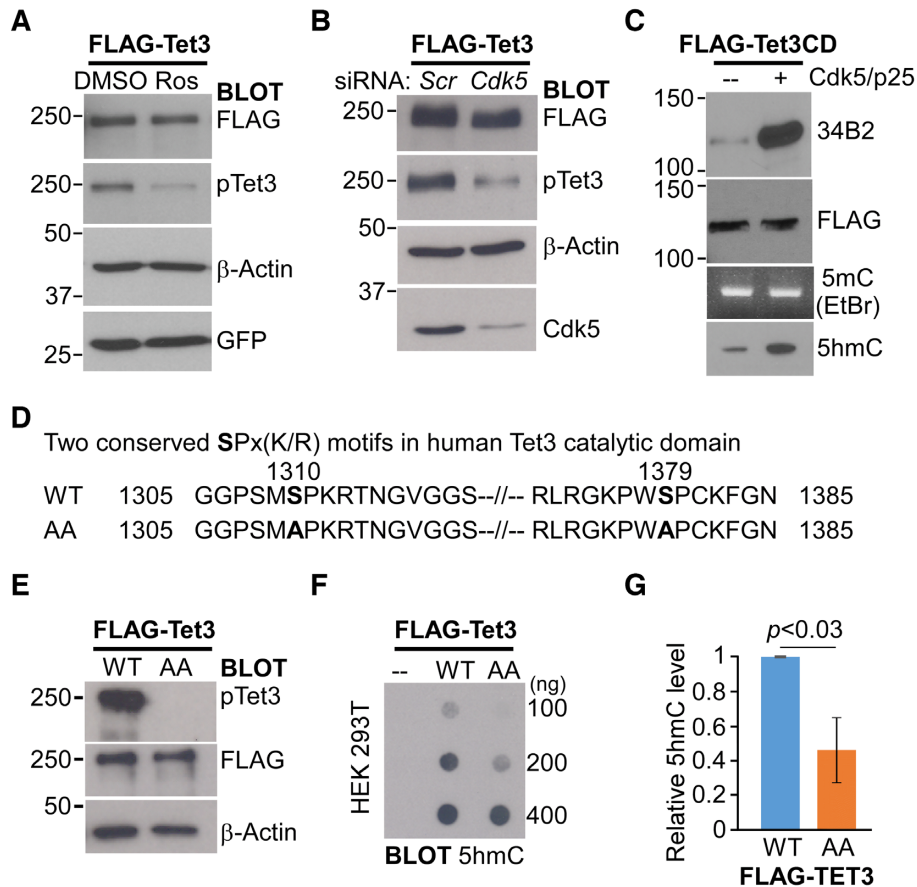 A
FLAG-Tet3
DMSO Ros BLOT
250 FLAG
250 pTet3
50
β-Actin
37
25 GFP
B
FLAG-Tet3
siRNA: Scr Cdk5 BLOT
250 FLAG
250 pTet3
50
β-Actin
37
Cdk5
C
FLAG-Tet3CD
-- + Cdk5/p25
150
34B2
100
150
FLAG
100
5mC
(EtBr)
5hmC
D
Two conserved SPx(K/R) motifs in human Tet3 catalytic domain
1310 1379
WT 1305 GGPSMSPKRTNGVGGS--//-- RLRGKPWSPCKFGN 1385
AA 1305 GGPSMAPKRTNGVGGS--//-- RLRGKPWAPCKFGN 1385
E
FLAG-Tet3
WT AA BLOT
250 pTet3
250 FLAG
50
β-Actin
F
FLAG-Tet3
-- WT AA (ng)
100
200
400
HEK 293T
BLOT 5hmC
G
p<0.03
Relative 5hmC level
1
0.8
0.6
0.4
0.2
0
WT AA
FLAG-TET3